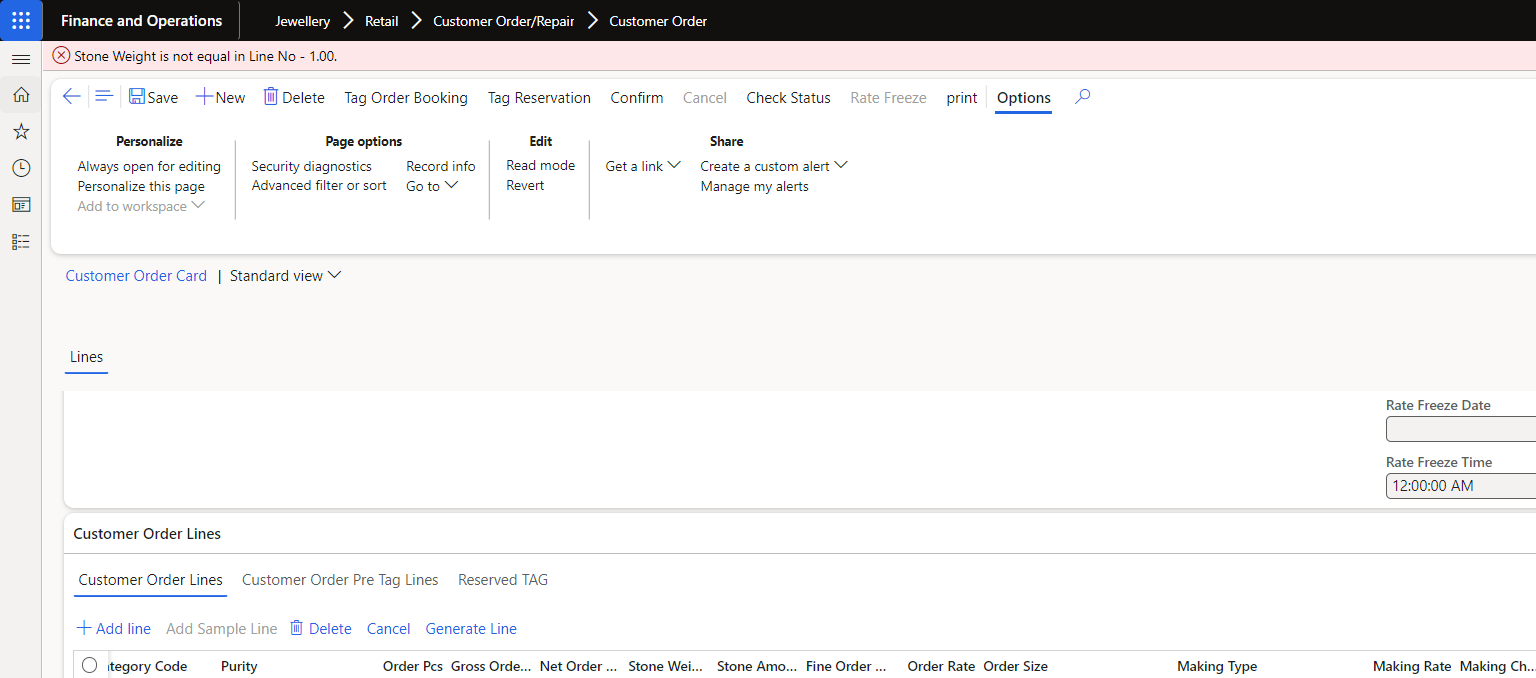 Finance and Operations Jewellery Retail Customer Order/Repair Customer Order
Stone Weight is not equal in Line No - 1.00.
Save New Delete Tag Order Booking Tag Reservation Confirm Cancel Check Status Rate Freeze print Options
Personalize Page options Edit Share
Always open for editing Security diagnostics Record info Read mode Get a link Create a custom alert
Personalize this page Advanced filter or sort Go to Revert Manage my alerts
Add to workspace
Customer Order Card | Standard view
Lines
Rate Freeze Date
Rate Freeze Time
12:00:00 AM
Customer Order Lines
Customer Order Lines Customer Order Pre Tag Lines Reserved TAG
Add line Add Sample Line Delete Cancel Generate Line
tegory Code Purity Order Pcs Gross Orde... Net Order ... Stone Wei... Stone Amo... Fine Order ... Order Rate Order Size Making Type Making Rate Making Ch...